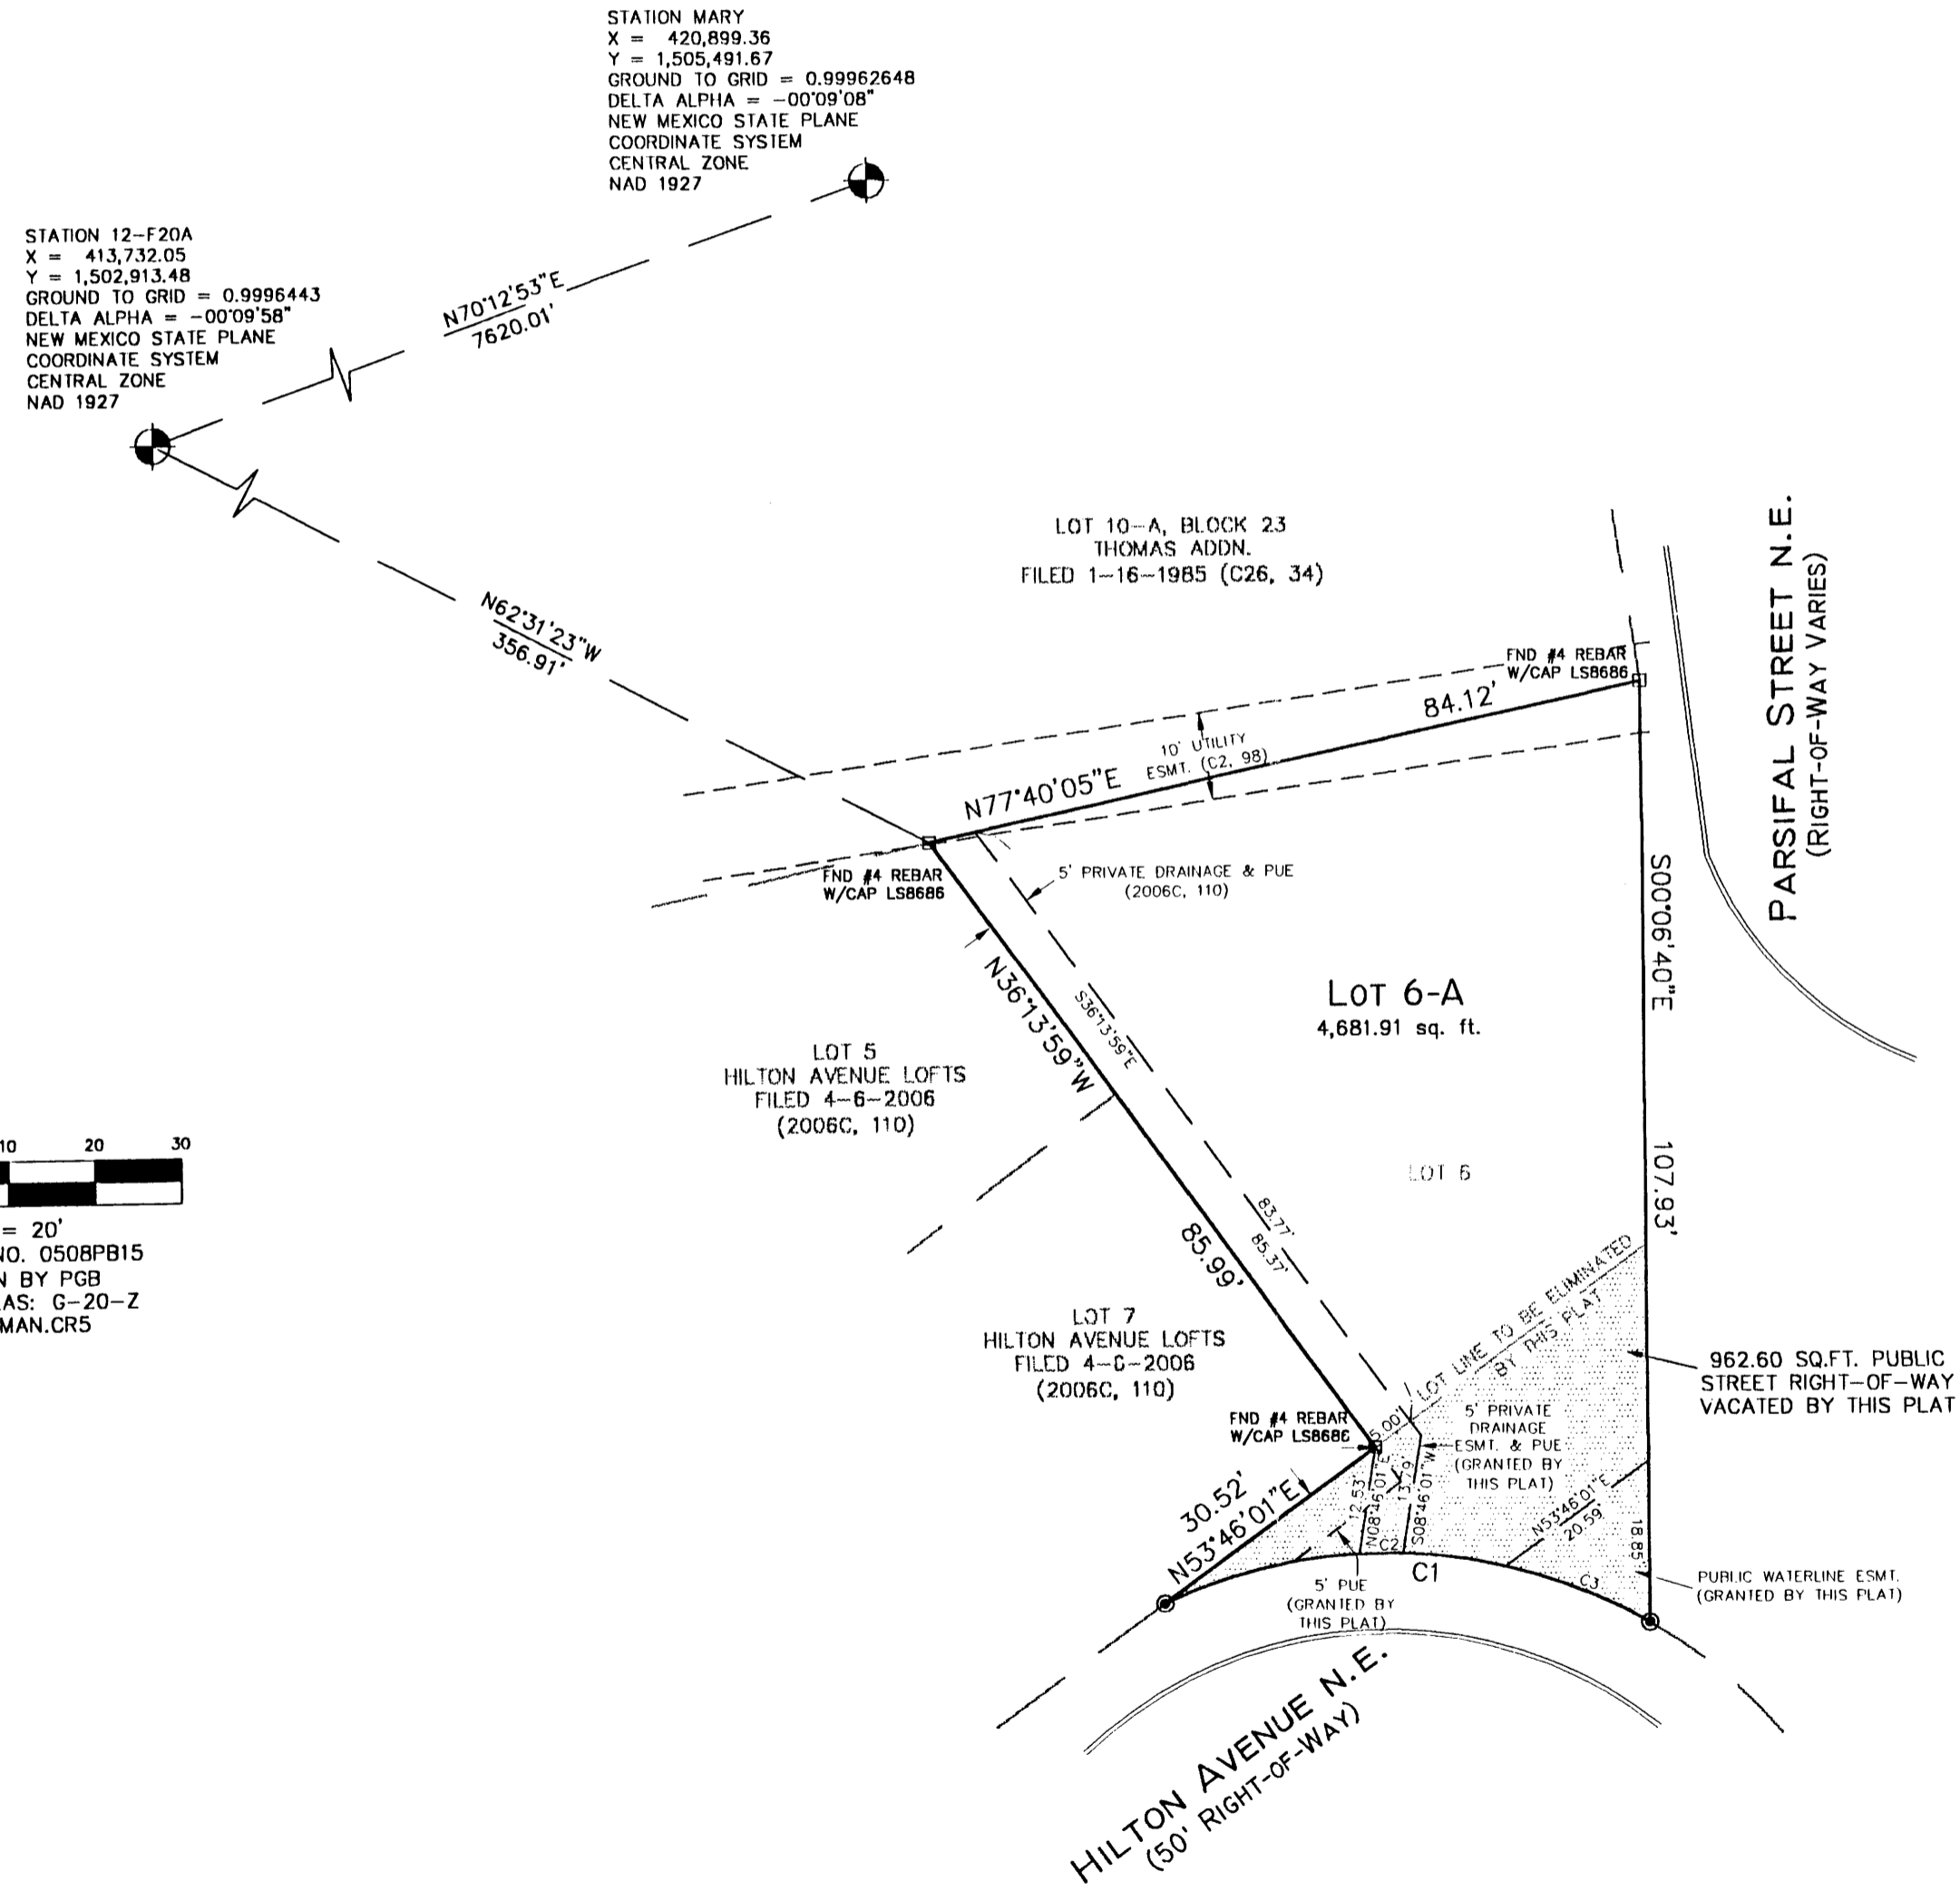 STATION MARY
X = 420,899.36
Y = 1,505,491.67
GROUND TO GRID = 0.99962648
DELTA ALPHA = -00°09'08"
NEW MEXICO STATE PLANE
COORDINATE SYSTEM
CENTRAL ZONE
NAD 1927
STATION 12-F20A
X = 413,732.05
Y = 1,502,913.48
GROUND TO GRID = 0.9996443
DELTA ALPHA = -00°09'58"
NEW MEXICO STATE PLANE
COORDINATE SYSTEM
CENTRAL ZONE
NAD 1927
N70°12'53"E
7620.01'
N62°31'23"W
356.91'
LOT 10-A, BLOCK 23
THOMAS ADDN.
FILED 1-16-1985 (C26, 34)
PARSIFAL STREET N.E.
(RIGHT-OF-WAY VARIES)
FND #4 REBAR
W/CAP LS8686
84.12'
10' UTILITY
ESMT. (C2, 98)
N77°40'05"E
FND #4 REBAR
W/CAP LS8686
5' PRIVATE DRAINAGE & PUE
(2006C, 110)
S00°06'40"E
107.93'
N36°13'59"W
85.99'
S36°13'59"E
83.77'
85.37'
LOT 6-A
4,681.91 sq. ft.
LOT 5
HILTON AVENUE LOFTS
FILED 4-6-2006
(2006C, 110)
LOT 6
10 20 30
= 20'
NO. 0508PB15
N BY PGB
LAS: G-20-Z
MAN.CR5
LOT 7
HILTON AVENUE LOFTS
FILED 4-6-2006
(2006C, 110)
LOT LINE TO BE ELIMINATED
BY THIS PLAT
962.60 SQ.FT. PUBLIC
STREET RIGHT-OF-WAY
VACATED BY THIS PLAT
FND #4 REBAR
W/CAP LS8686
5.00'
5' PRIVATE
DRAINAGE
ESMT. & PUE
(GRANTED BY
THIS PLAT)
30.52'
N53°46'01"E
12.53'
N08°46'01"E
13.79'
S08°46'01"W
N53°46'01"E
20.59'
18.85'
C2
C1
C3
5' PUE
(GRANTED BY
THIS PLAT)
PUBLIC WATERLINE ESMT.
(GRANTED BY THIS PLAT)
HILTON AVENUE N.E.
(50' RIGHT-OF-WAY)